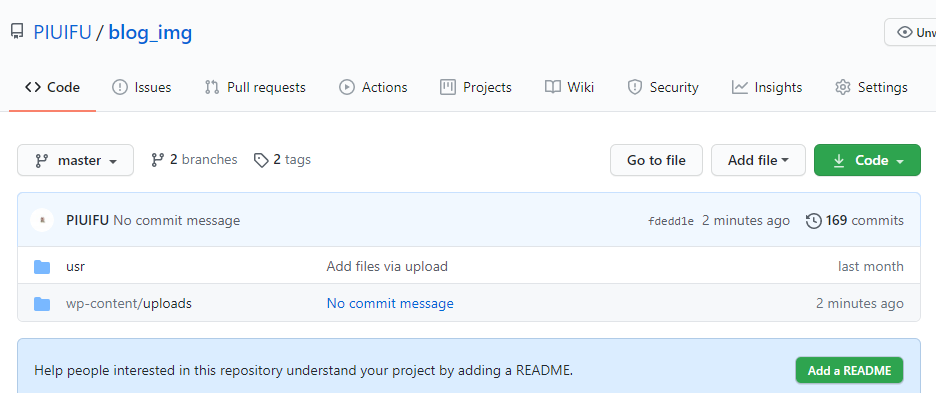 PIUIFU / blog_img
Code Issues Pull requests Actions Projects Wiki Security Insights Settings
master 2 branches 2 tags Go to file Add file Code
PIUIFU No commit message fdedd1e 2 minutes ago 169 commits
usr Add files via upload last month
wp-content/uploads No commit message 2 minutes ago
Help people interested in this repository understand your project by adding a README. Add a README